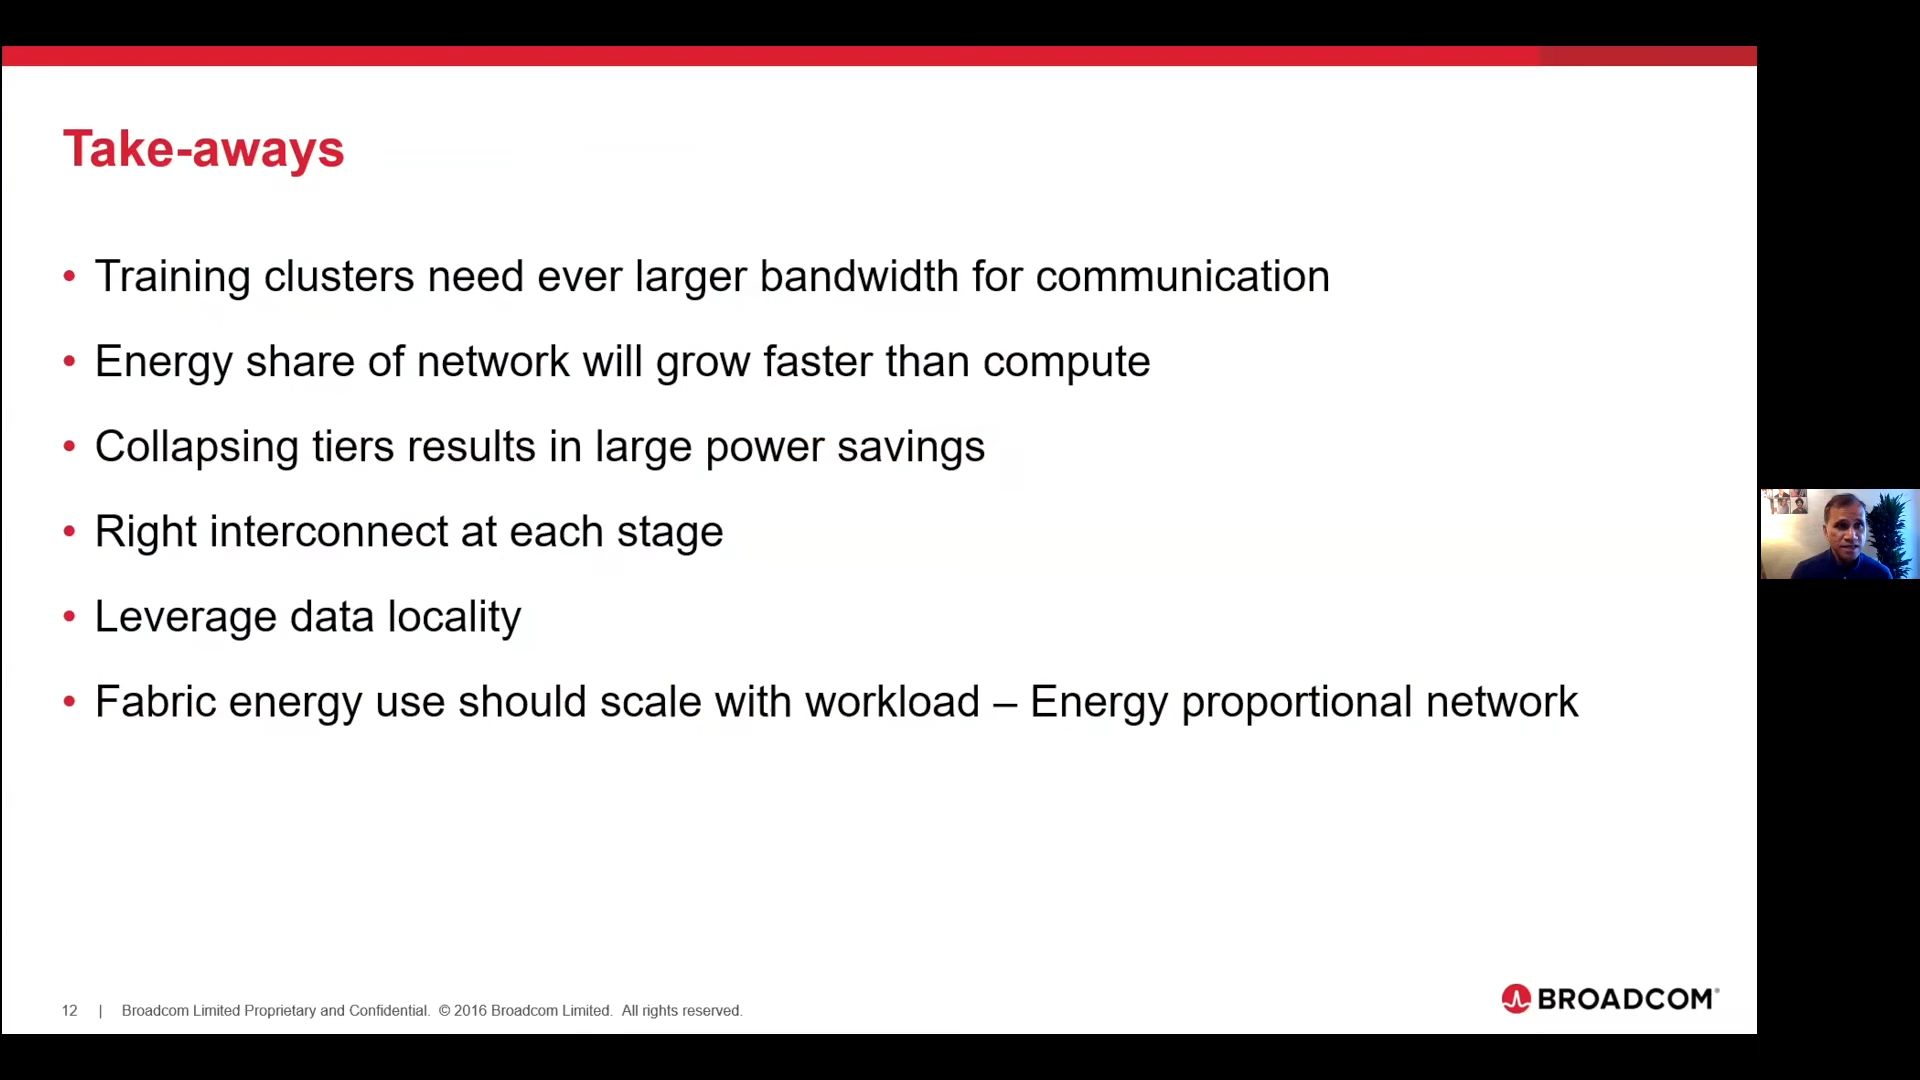 Take-aways
• Training clusters need ever larger bandwidth for communication
• Energy share of network will grow faster than compute
• Collapsing tiers results in large power savings
• Right interconnect at each stage
• Leverage data locality
• Fabric energy use should scale with workload – Energy proportional network
12 | Broadcom Limited Proprietary and Confidential. © 2016 Broadcom Limited. All rights reserved.
BROADCOM®